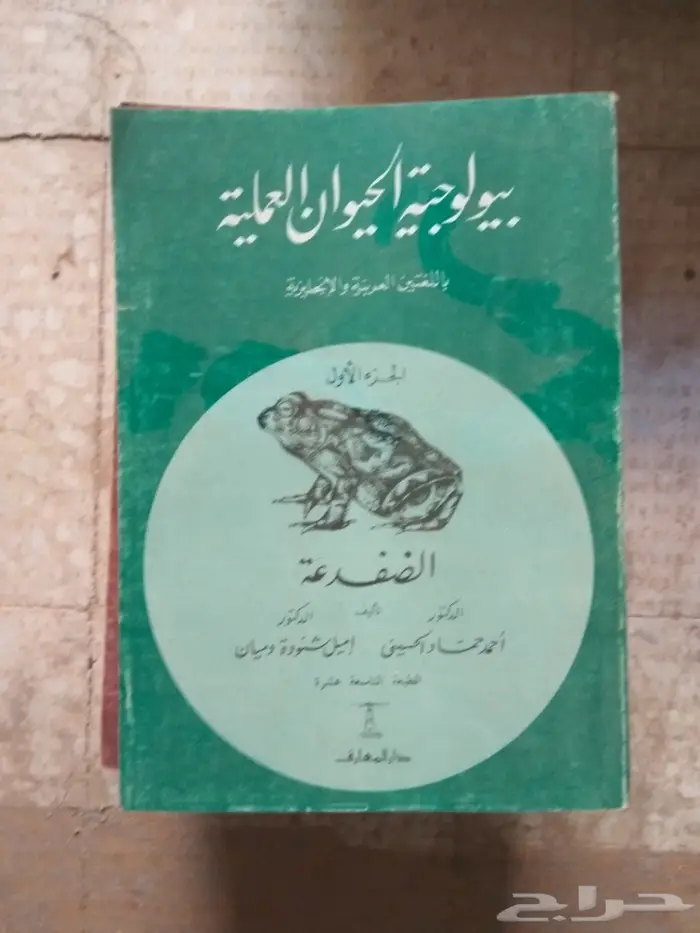 بيولوجية الحيوان العملية
باللغتين العربية والإنجليزية
الجزء الأول
الضفدعة
الدكتور تأليف الدكتور
أحمد حماد الحسيني إميل شنودة دميان
الطبعة التاسعة عشرة
دار المعارف
حراج